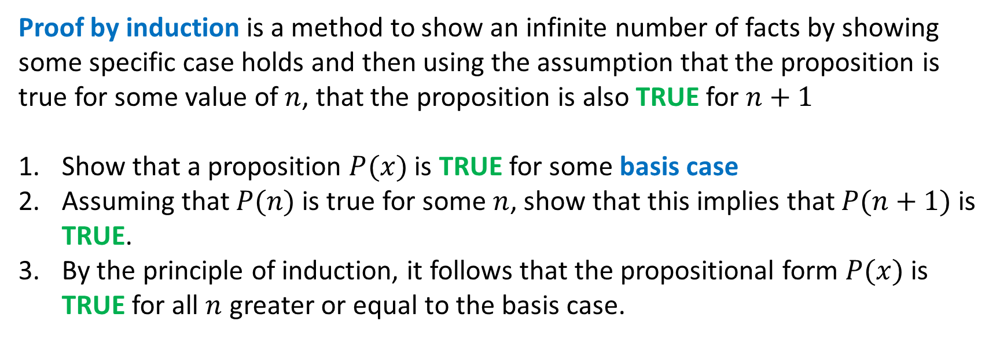 Proof by induction is a method to show an infinite number of facts by showing
some specific case holds and then using the assumption that the proposition is
true for some value of n, that the proposition is also TRUE for n + 1
1. Show that a proposition P(x) is TRUE for some basis case
2. Assuming that P(n) is true for some n, show that this implies that P(n + 1) is
TRUE.
3. By the principle of induction, it follows that the propositional form P(x) is
TRUE for all n greater or equal to the basis case.